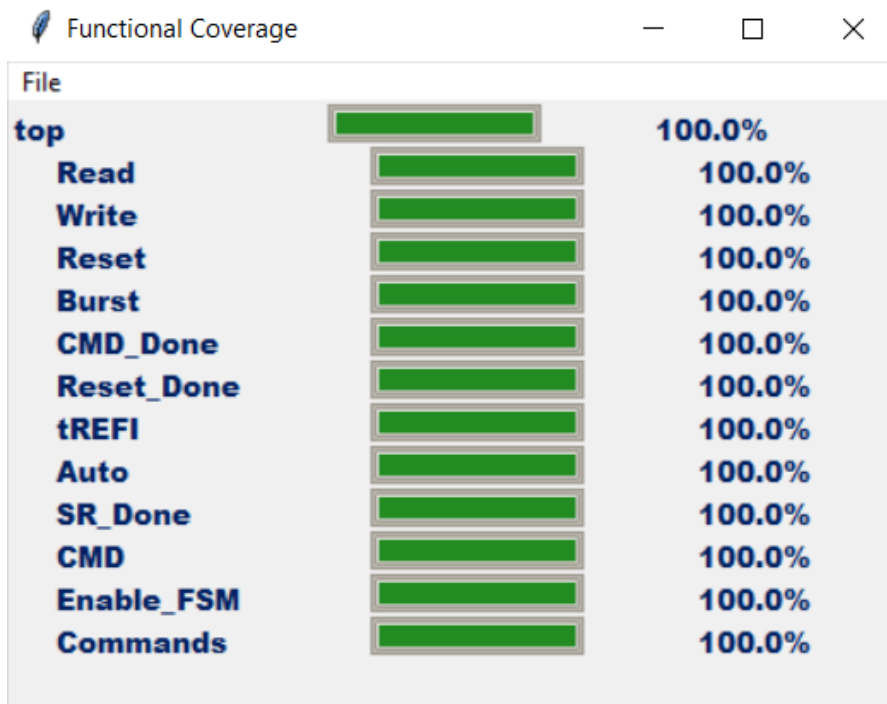 Functional Coverage
File
top 100.0%
Read 100.0%
Write 100.0%
Reset 100.0%
Burst 100.0%
CMD_Done 100.0%
Reset_Done 100.0%
tREFI 100.0%
Auto 100.0%
SR_Done 100.0%
CMD 100.0%
Enable_FSM 100.0%
Commands 100.0%